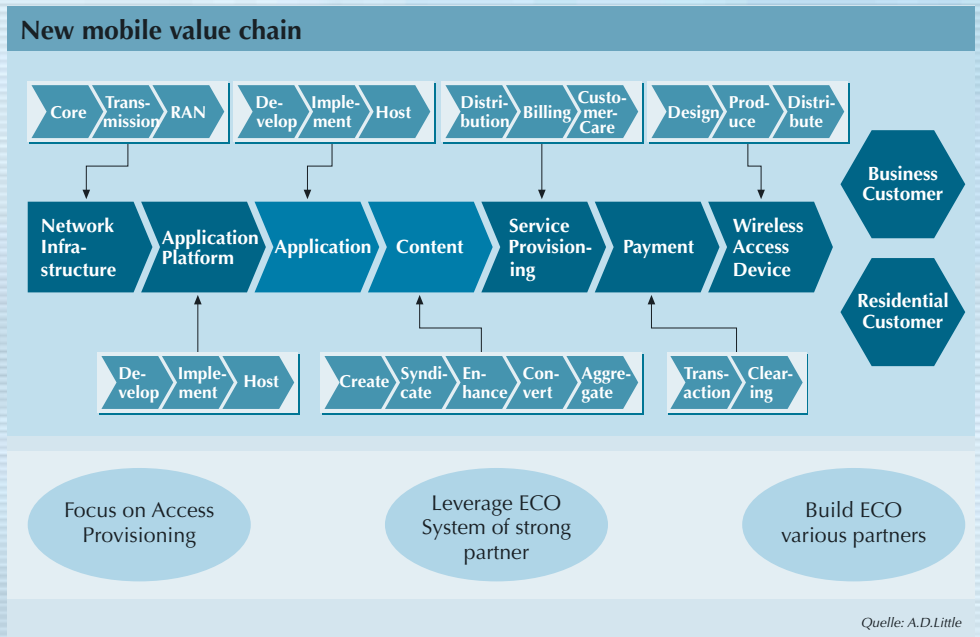 New mobile value chain
Core
Trans-
mission
RAN
De-
velop
Imple-
ment
Host
Distri-
bution
Billing
Custo-
mer-
Care
Design
Prod-
uce
Distri-
bute
Business
Customer
Network
Infra-
structure
Application
Platform
Application
Content
Service
Provision-
ing
Payment
Wireless
Access
Device
Residential
Customer
De-
velop
Imple-
ment
Host
Create
Syndi-
cate
En-
hance
Con-
vert
Aggre-
gate
Trans-
action
Clear-
ing
Focus on Access
Provisioning
Leverage ECO
System of strong
partner
Build ECO
various partners
Quelle: A.D.Little